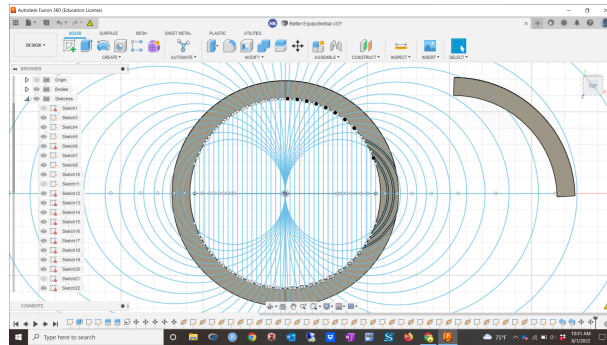 Autodesk Fusion 360 (Education License)
Better Equipotential v33*
DESIGN
SOLID SURFACE MESH SHEET METAL PLASTIC UTILITIES
CREATE AUTOMATE MODIFY ASSEMBLE CONSTRUCT INSPECT INSERT SELECT
BROWSER
TOP
Origin
Bodies
Sketches
Sketch1
Sketch3
Sketch4
Sketch5
Sketch6
Sketch7
Sketch8
Sketch9
Sketch10
Sketch11
Sketch12
Sketch13
Sketch14
Sketch15
Sketch16
Sketch17
Sketch18
Sketch19
Sketch20
Sketch21
Sketch22
COMMENTS
Type here to search
75°F
10:41 AM
8/1/2022